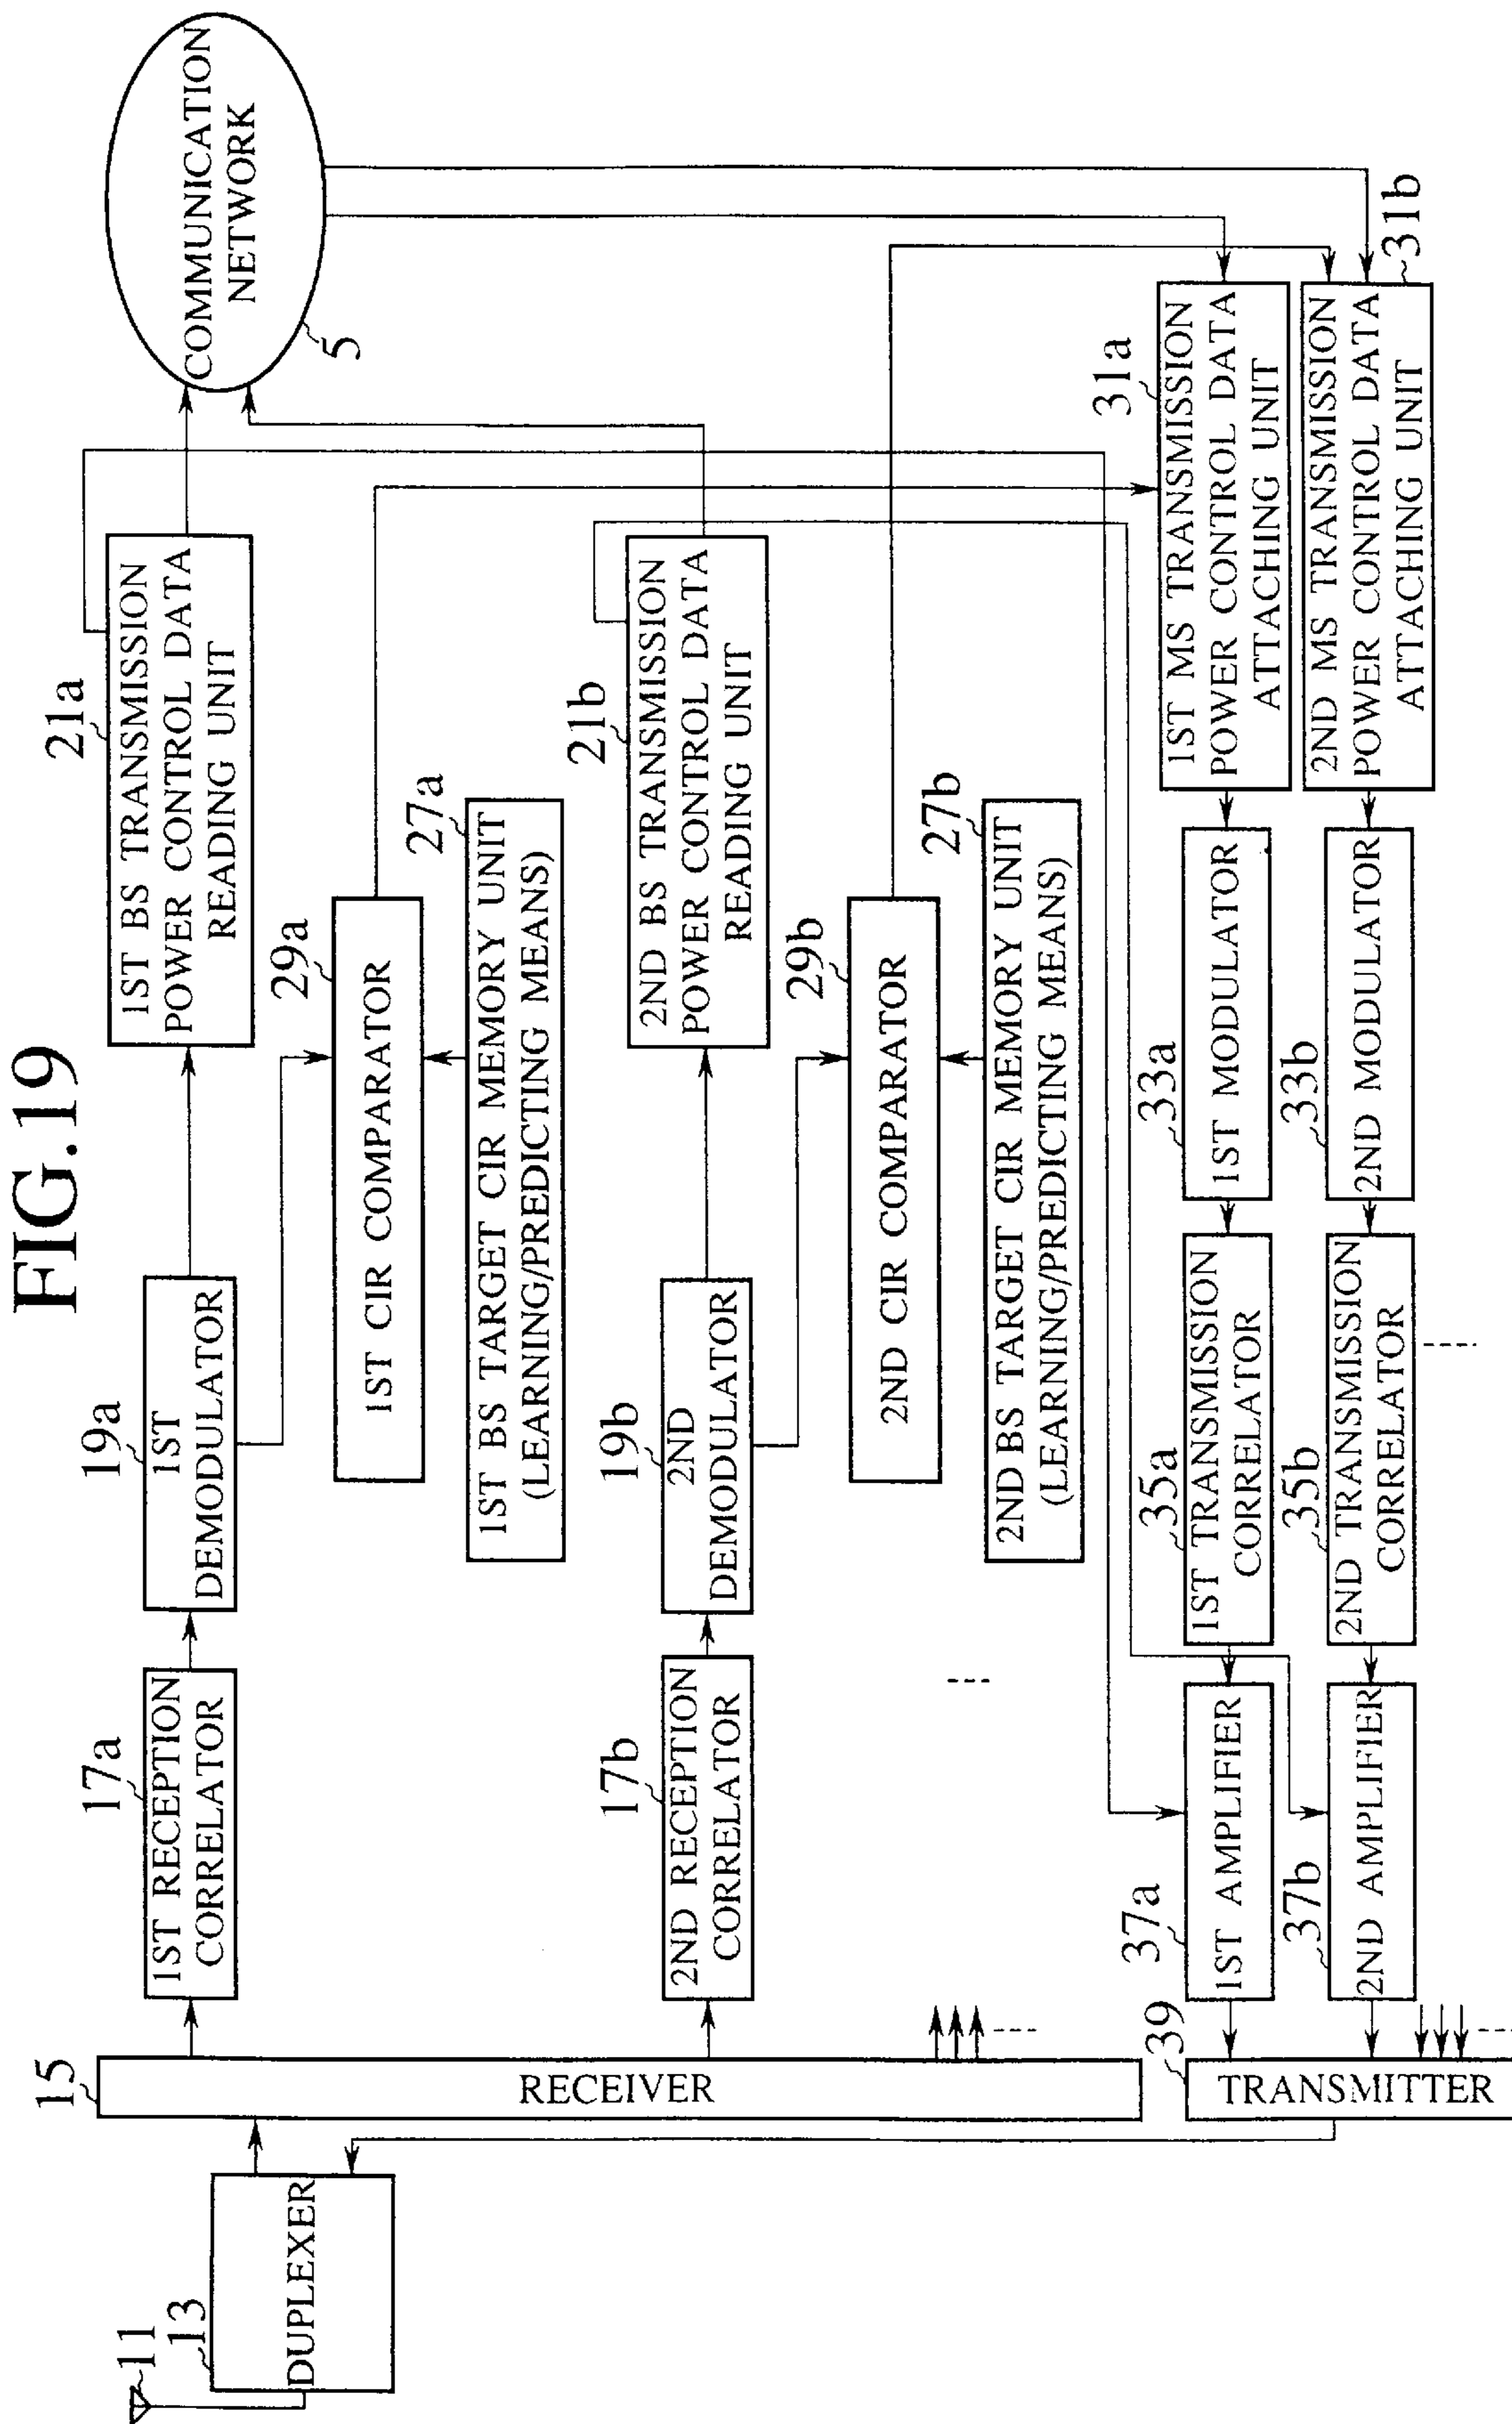 FIG.19
11
13
DUPLEXER
15
RECEIVER
17a
1ST RECEPTION
CORRELATOR
19a
1ST
DEMODULATOR
21a
1ST BS TRANSMISSION
POWER CONTROL DATA
READING UNIT
COMMUNICATION
NETWORK
5
29a
1ST CIR COMPARATOR
27a
1ST BS TARGET CIR MEMORY UNIT
(LEARNING/PREDICTING MEANS)
17b
2ND RECEPTION
CORRELATOR
19b
2ND
DEMODULATOR
21b
2ND BS TRANSMISSION
POWER CONTROL DATA
READING UNIT
29b
2ND CIR COMPARATOR
27b
2ND BS TARGET CIR MEMORY UNIT
(LEARNING/PREDICTING MEANS)
39
TRANSMITTER
37a
1ST AMPLIFIER
35a
1ST TRANSMISSION
CORRELATOR
33a
1ST MODULATOR
31a
1ST MS TRANSMISSION
POWER CONTROL DATA
ATTACHING UNIT
37b
2ND AMPLIFIER
35b
2ND TRANSMISSION
CORRELATOR
33b
2ND MODULATOR
31b
2ND MS TRANSMISSION
POWER CONTROL DATA
ATTACHING UNIT